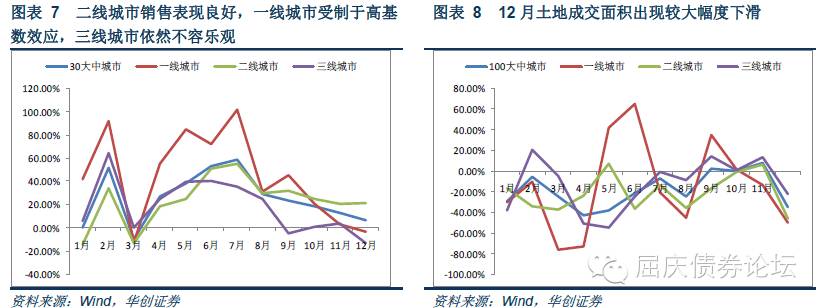 图表 7 二线城市销售表现良好，一线城市受制于高基
数效应，三线城市依然不容乐观
30大中城市 一线城市 二线城市 三线城市
120.00%
100.00%
80.00%
60.00%
40.00%
20.00%
0.00%
-20.00%
-40.00%
1月 2月 3月 4月 5月 6月 7月 8月 9月 10月 11月 12月
资料来源：Wind，华创证券
图表 8 12 月土地成交面积出现较大幅度下滑
100大中城市 一线城市 二线城市 三线城市
80.00%
60.00%
40.00%
20.00%
0.00%
-20.00%
-40.00%
-60.00%
-80.00%
-100.00%
1月 2月 3月 4月 5月 6月 7月 8月 9月 10月 11月 12月
屈庆债券论坛
资料来源：Wind，华创证券